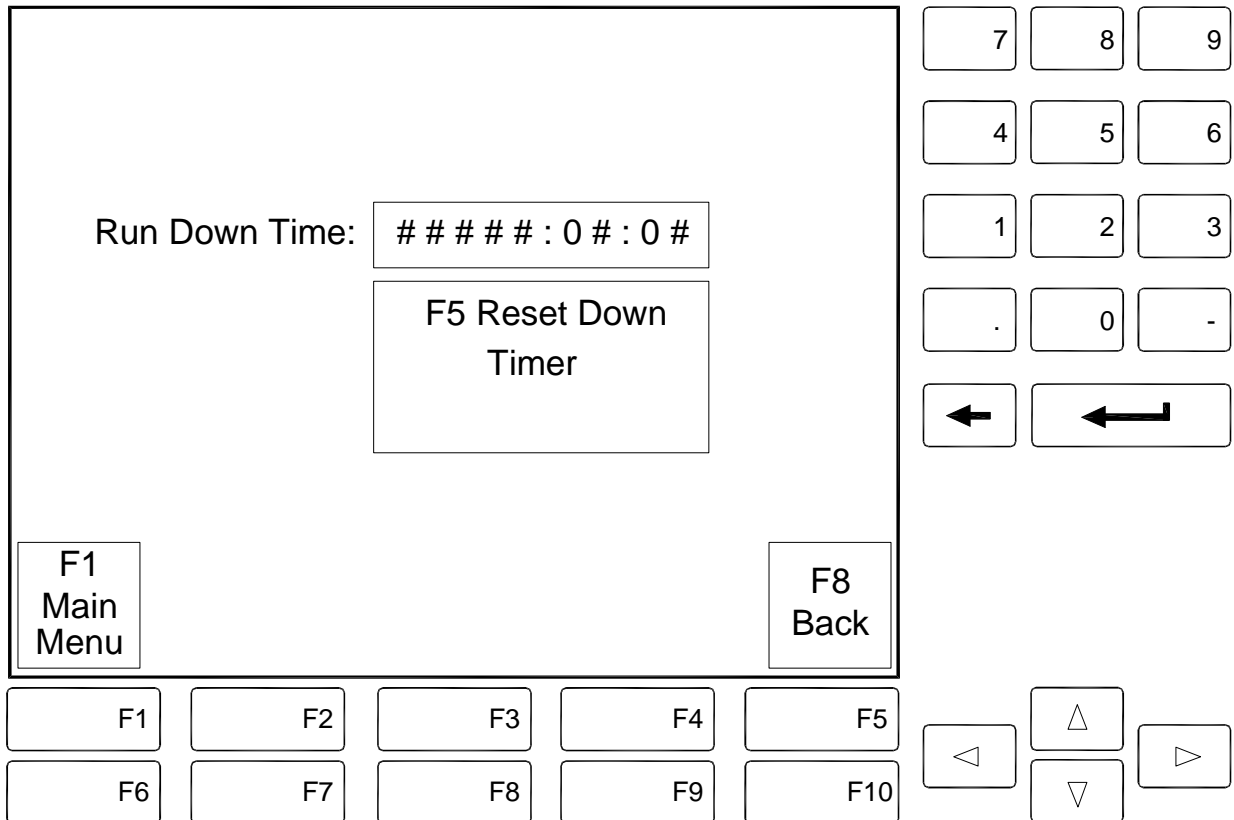 Run Down Time: # # # # # : 0 # : 0 #
F5 Reset Down
Timer
F1
Main
Menu
F8
Back
7 8 9
4 5 6
1 2 3
. 0 -
F1 F2 F3 F4 F5
F6 F7 F8 F9 F10